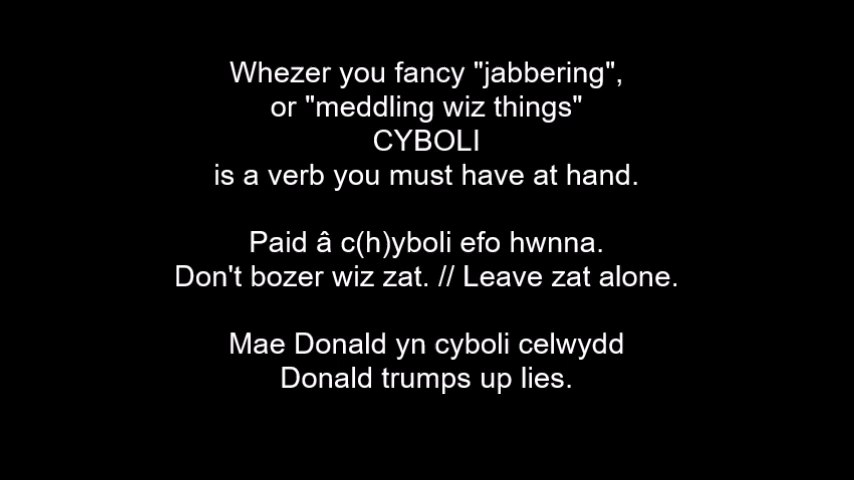 Whezer you fancy "jabbering",
or "meddling wiz things"
CYBOLI
is a verb you must have at hand.
Paid â c(h)yboli efo hwnna.
Don't bozer wiz zat. // Leave zat alone.
Mae Donald yn cyboli celwydd
Donald trumps up lies.